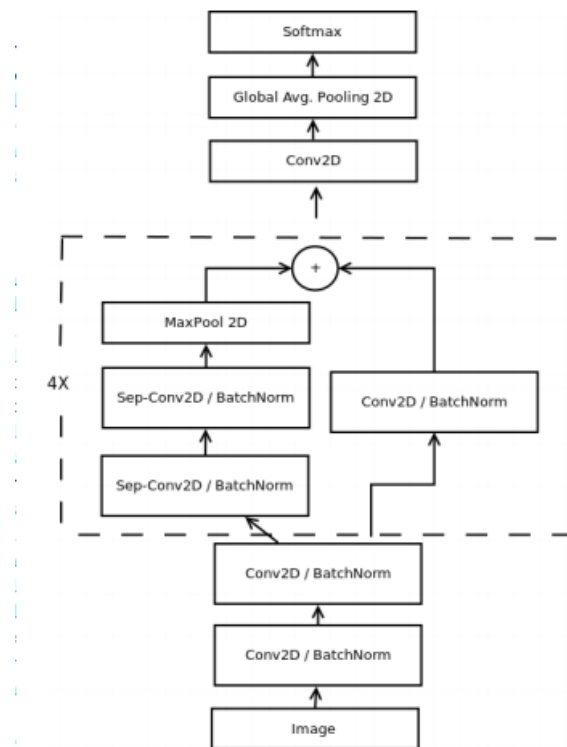 Softmax
Global Avg. Pooling 2D
Conv2D
+
MaxPool 2D
4X
Sep-Conv2D / BatchNorm
Conv2D / BatchNorm
Sep-Conv2D / BatchNorm
Conv2D / BatchNorm
Conv2D / BatchNorm
Image